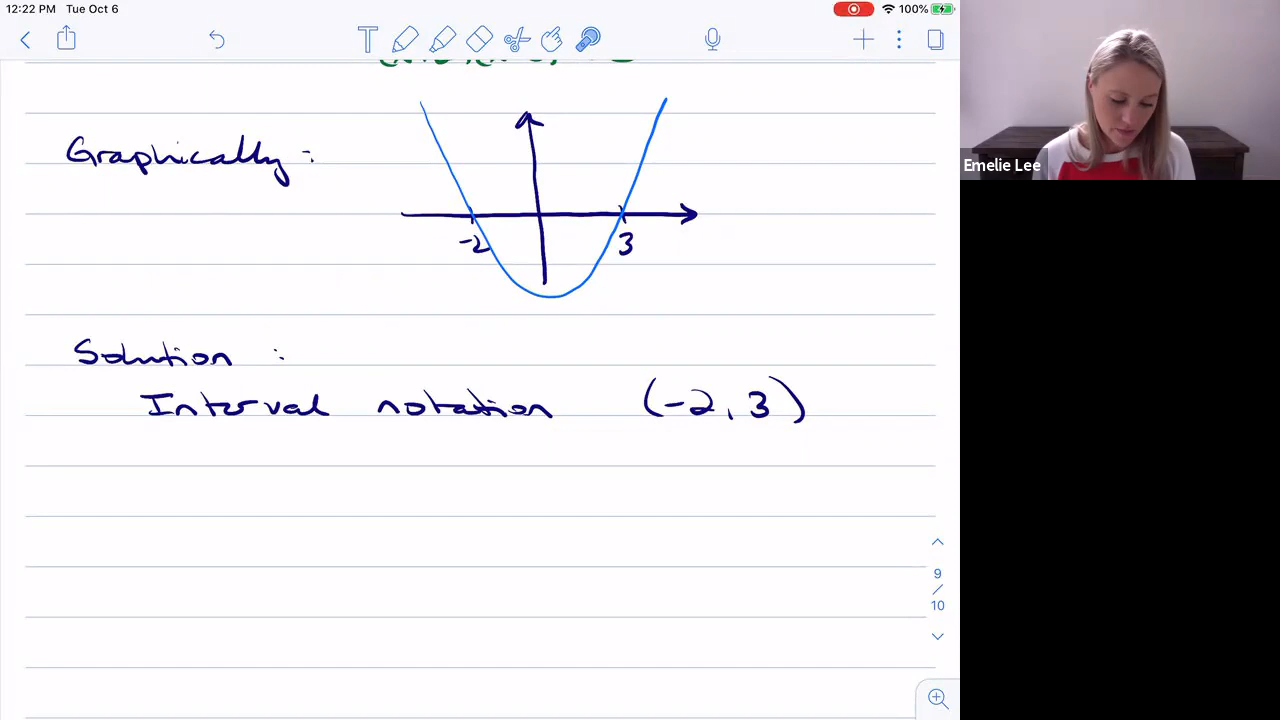 12:22 PM Tue Oct 6
100%
Graphically:
-2 3
Solution :
Interval notation (-2, 3)
Emelie Lee
9
/
10
T